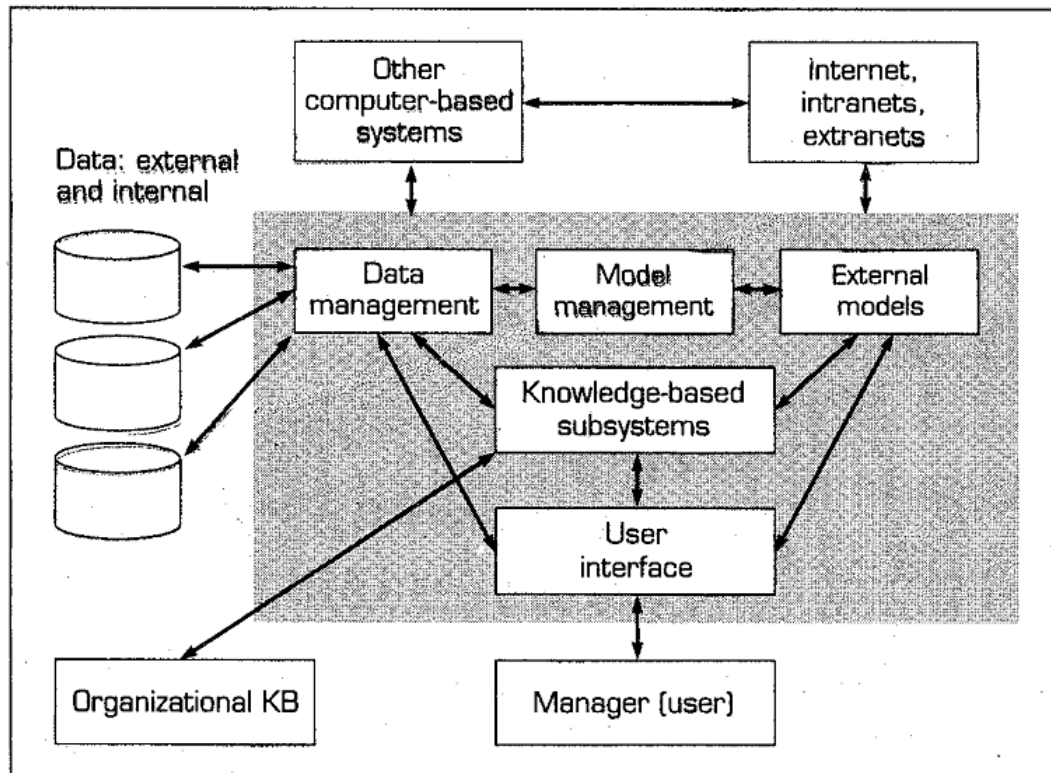 Other
computer-based
systems
Internet,
intranets,
extranets
Data: external
and internal
Data
management
Model
management
External
models
Knowledge-based
subsystems
User
interface
Organizational KB
Manager (user)